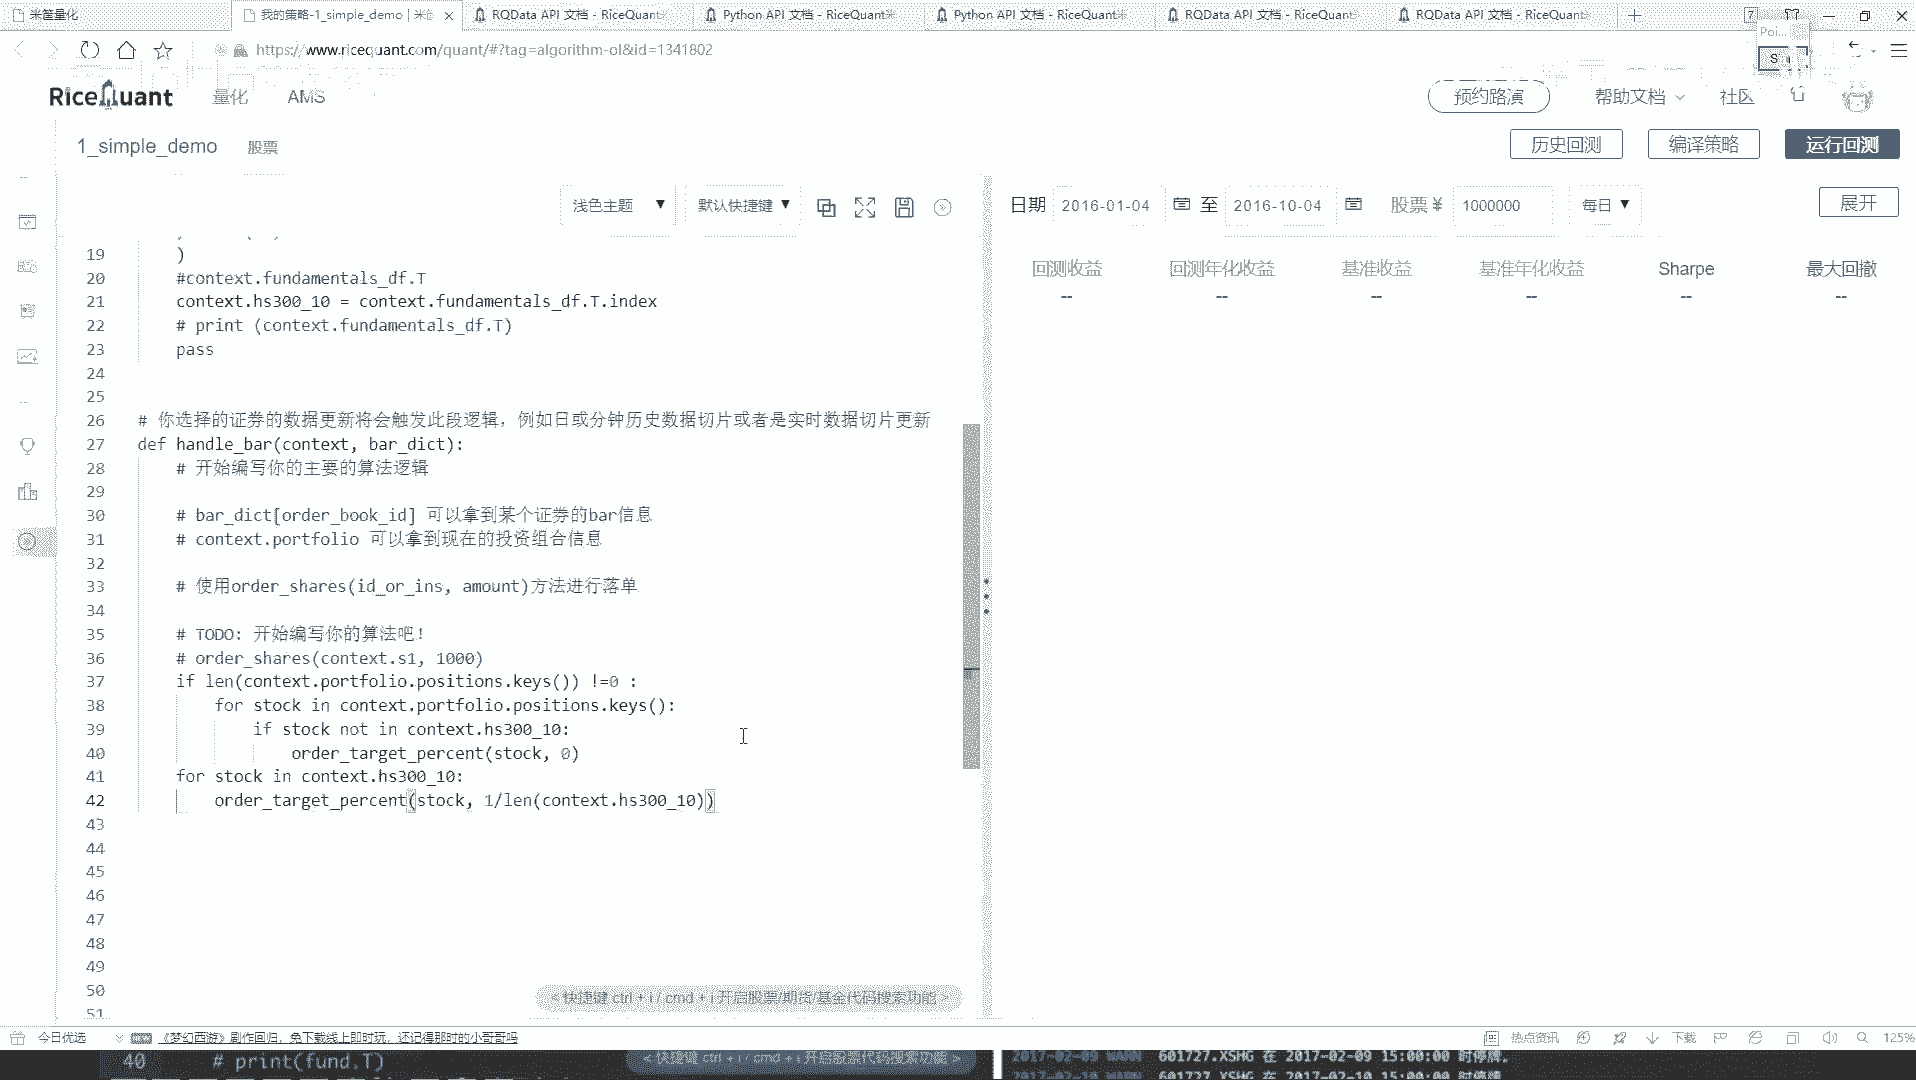 米筐量化
我的策略-1_simple_demo | 米筐
RQData API 文档 - RiceQuant
Python API 文档 - RiceQuant米
Python API 文档 - RiceQuant米
RQData API 文档 - RiceQuant
RQData API 文档 - RiceQuant
7
Poi...
https://www.ricequant.com/quant/#?tag=algorithm-ol&id=1341802
RiceQuant
量化
AMS
预约路演
帮助文档
社区
1_simple_demo
股票
历史回测
编译策略
运行回测
浅色主题
默认快捷键
日期 2016-01-04 至 2016-10-04 股票 ¥ 1000000 每日
展开
回测收益 回测年化收益 基准收益 基准年化收益 Sharpe 最大回撤
-- -- -- -- -- --
19 )
20 #context.fundamentals_df.T
21 context.hs300_10 = context.fundamentals_df.T.index
22 # print (context.fundamentals_df.T)
23 pass
24
25
26 # 你选择的证券的数据更新将会触发此段逻辑，例如日或分钟历史数据切片或者是实时数据切片更新
27 def handle_bar(context, bar_dict):
28 # 开始编写你的主要的算法逻辑
29
30 # bar_dict[order_book_id] 可以拿到某个证券的bar信息
31 # context.portfolio 可以拿到现在的投资组合信息
32
33 # 使用order_shares(id_or_ins, amount)方法进行落单
34
35 # TODO: 开始编写你的算法吧！
36 # order_shares(context.s1, 1000)
37 if len(context.portfolio.positions.keys()) !=0 :
38 for stock in context.portfolio.positions.keys():
39 if stock not in context.hs300_10:
40 order_target_percent(stock, 0)
41 for stock in context.hs300_10:
42 order_target_percent(stock, 1/len(context.hs300_10))
43
44
45
46
47
48
49
50
51
< 快捷键 ctrl + i / cmd + i 开启股票/期货/基金代码搜索功能 >
今日优选
《梦幻西游》剧作回归，免下载线上即时玩，还记得那时的小哥哥吗
热点资讯
下载
125%
40 # print(fund.T)
< 快捷键 ctrl + i / cmd + i 开启股票代码搜索功能 >
2017-02-09 WARN 601727.XSHG 在 2017-02-09 15:00:00 时停牌。
2017-02-10 WARN 601727.XSHG 在 2017-02-10 15:00:00 时停牌。